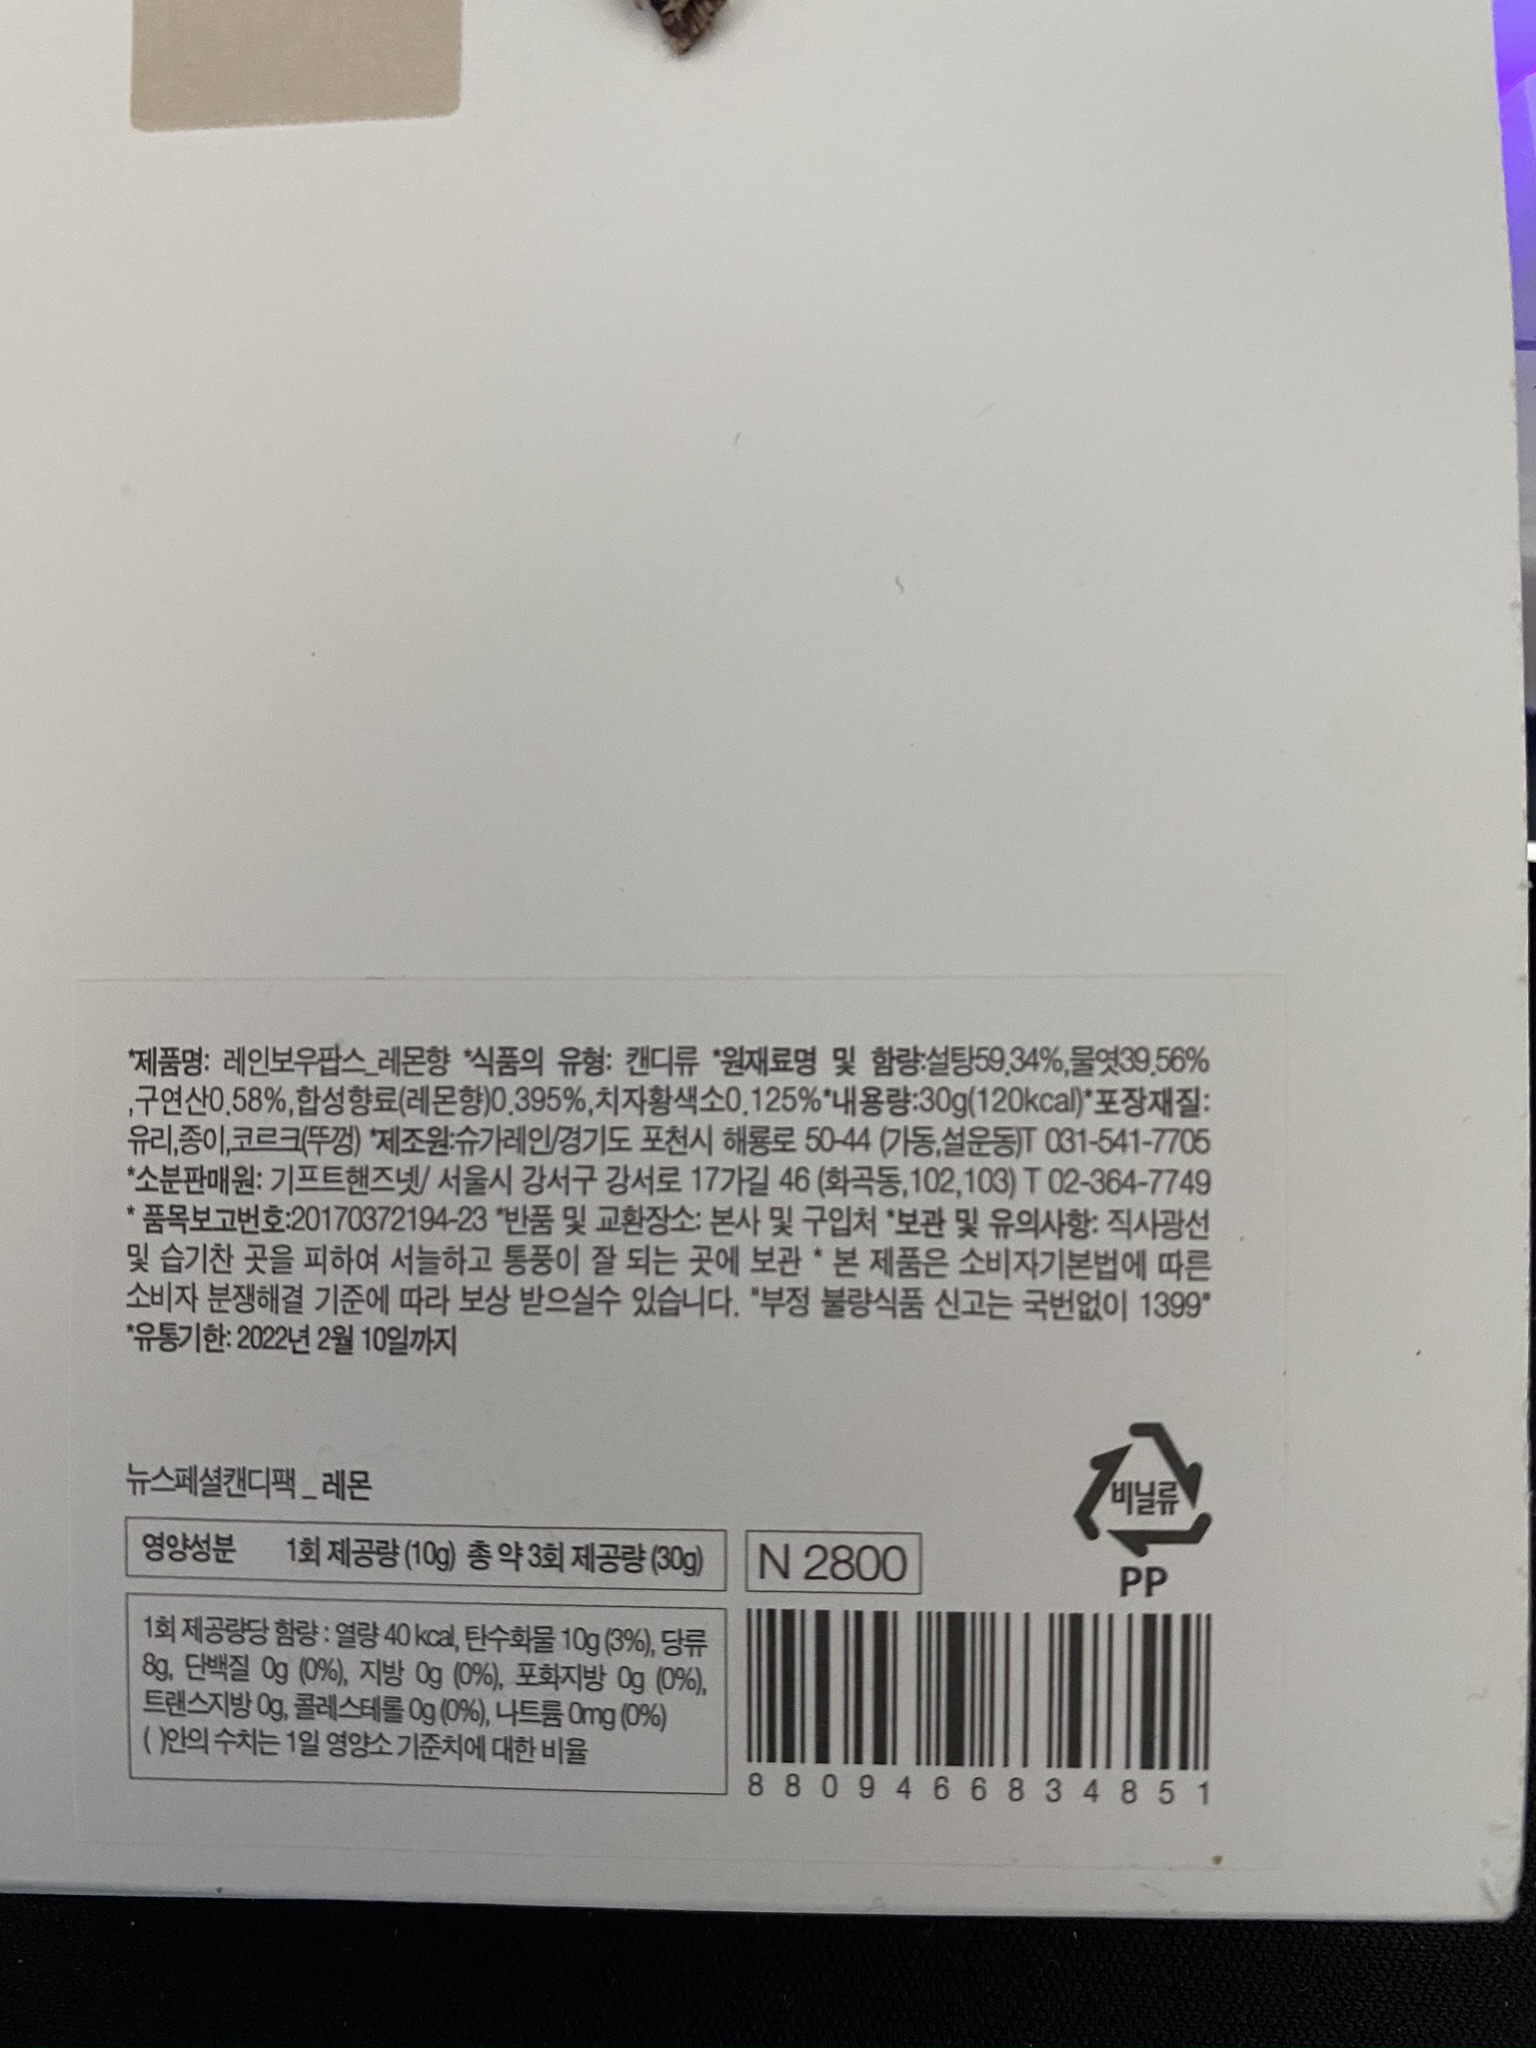 *제품명: 레인보우팝스_레몬향 *식품의 유형: 캔디류 *원재료명 및 함량:설탕59.34%,물엿39.56%
,구연산0.58%,합성향료(레몬향)0.395%,치자황색소0.125%*내용량:30g(120kcal)*포장재질:
유리,종이,코르크(뚜껑) *제조원:슈가레인/경기도 포천시 해룡로 50-44 (가동,설운동)T 031-541-7705
*소분판매원: 기프트핸즈넷/ 서울시 강서구 강서로 17가길 46 (화곡동,102,103) T 02-364-7749
* 품목보고번호:20170372194-23 *반품 및 교환장소: 본사 및 구입처 *보관 및 유의사항: 직사광선
및 습기찬 곳을 피하여 서늘하고 통풍이 잘 되는 곳에 보관 * 본 제품은 소비자기본법에 따른
소비자 분쟁해결 기준에 따라 보상 받으실수 있습니다. "부정 불량식품 신고는 국번없이 1399"
*유통기한: 2022년 2월 10일까지
뉴스페셜캔디팩 _ 레몬
비닐류
PP
영양성분 1회 제공량 (10g) 총 약 3회 제공량 (30g)
N 2800
1회 제공량당 함량 : 열량 40 kcal, 탄수화물 10g (3%), 당류
8g, 단백질 0g (0%), 지방 0g (0%), 포화지방 0g (0%),
트랜스지방 0g, 콜레스테롤 0g (0%), 나트륨 0mg (0%)
( )안의 수치는 1일 영양소 기준치에 대한 비율
8809466834851